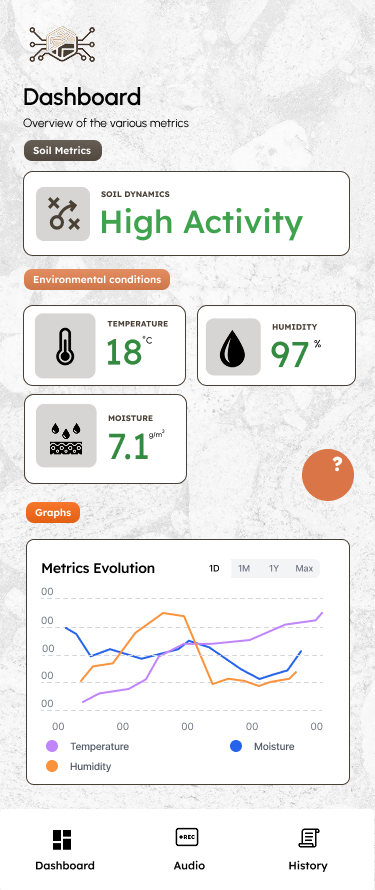 Dashboard
Overview of the various metrics
Soil Metrics
SOIL DYNAMICS
High Activity
Environmental conditions
TEMPERATURE
18 °C
HUMIDITY
97 %
MOISTURE
7.1 g/m³
?
Graphs
Metrics Evolution
1D 1M 1Y Max
00
00
00
00
00
00 00 00 00 00
Temperature Moisture
Humidity
REC
Dashboard Audio History